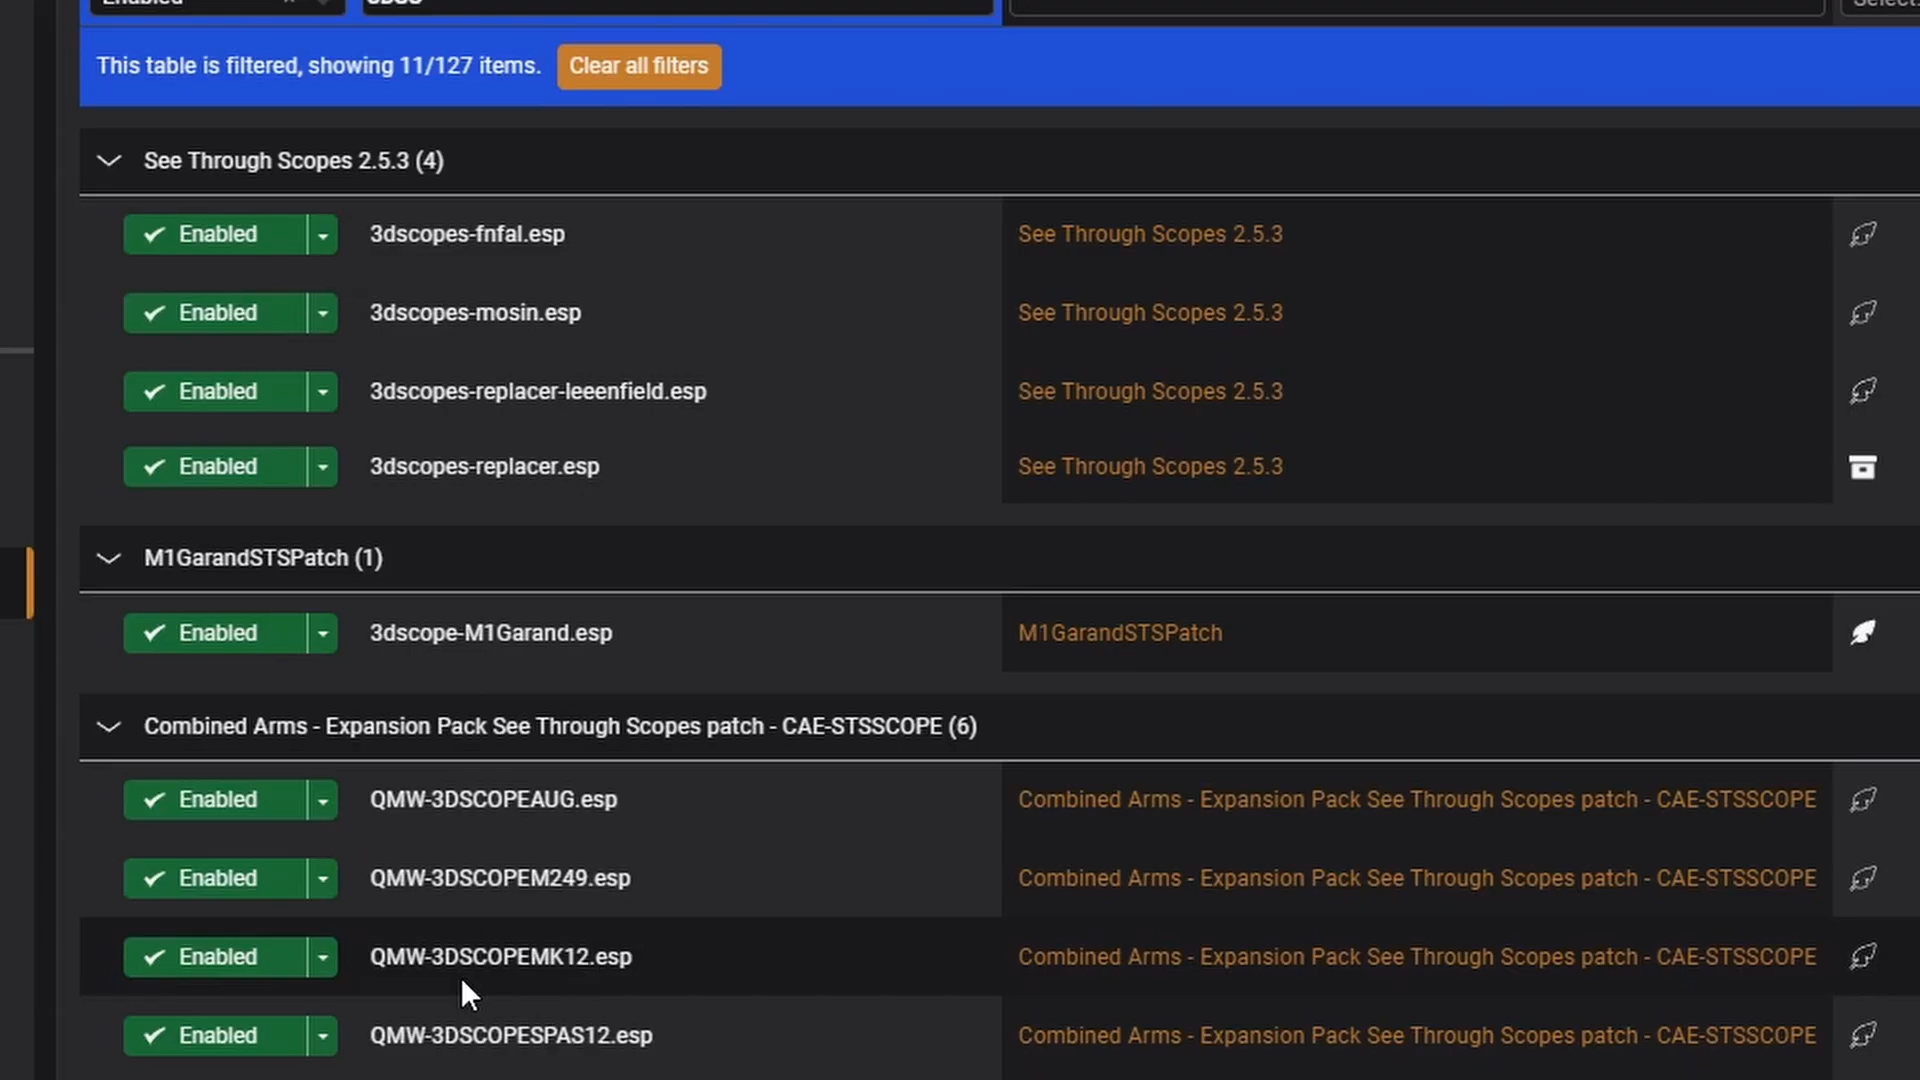 Enabled
This table is filtered, showing 11/127 items. Clear all filters
See Through Scopes 2.5.3 (4)
Enabled 3dscopes-fnfal.esp See Through Scopes 2.5.3
Enabled 3dscopes-mosin.esp See Through Scopes 2.5.3
Enabled 3dscopes-replacer-leeenfield.esp See Through Scopes 2.5.3
Enabled 3dscopes-replacer.esp See Through Scopes 2.5.3
M1GarandSTSPatch (1)
Enabled 3dscope-M1Garand.esp M1GarandSTSPatch
Combined Arms - Expansion Pack See Through Scopes patch - CAE-STSSCOPE (6)
Enabled QMW-3DSCOPEAUG.esp Combined Arms - Expansion Pack See Through Scopes patch - CAE-STSSCOPE
Enabled QMW-3DSCOPEM249.esp Combined Arms - Expansion Pack See Through Scopes patch - CAE-STSSCOPE
Enabled QMW-3DSCOPEMK12.esp Combined Arms - Expansion Pack See Through Scopes patch - CAE-STSSCOPE
Enabled QMW-3DSCOPESPAS12.esp Combined Arms - Expansion Pack See Through Scopes patch - CAE-STSSCOPE